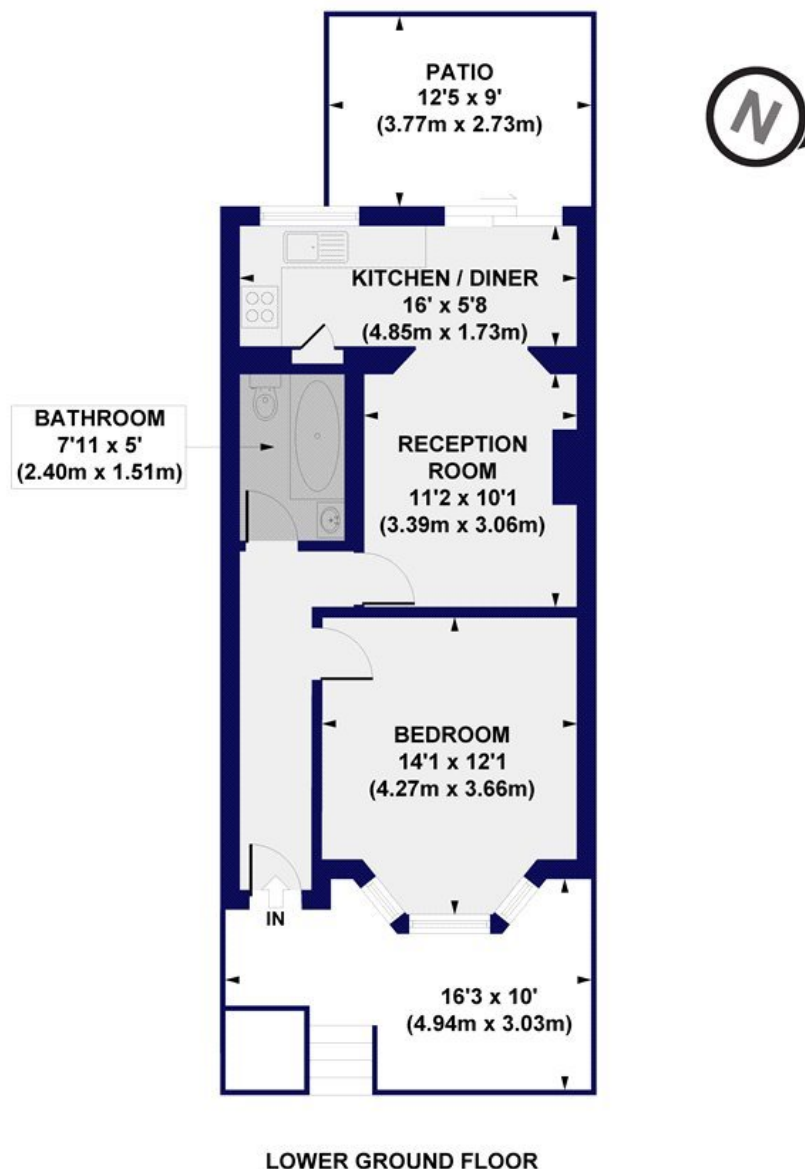 PATIO
12'5 x 9'
(3.77m x 2.73m)
N
KITCHEN / DINER
16' x 5'8
(4.85m x 1.73m)
BATHROOM
7'11 x 5'
(2.40m x 1.51m)
RECEPTION
ROOM
11'2 x 10'1
(3.39m x 3.06m)
BEDROOM
14'1 x 12'1
(4.27m x 3.66m)
IN
16'3 x 10'
(4.94m x 3.03m)
LOWER GROUND FLOOR